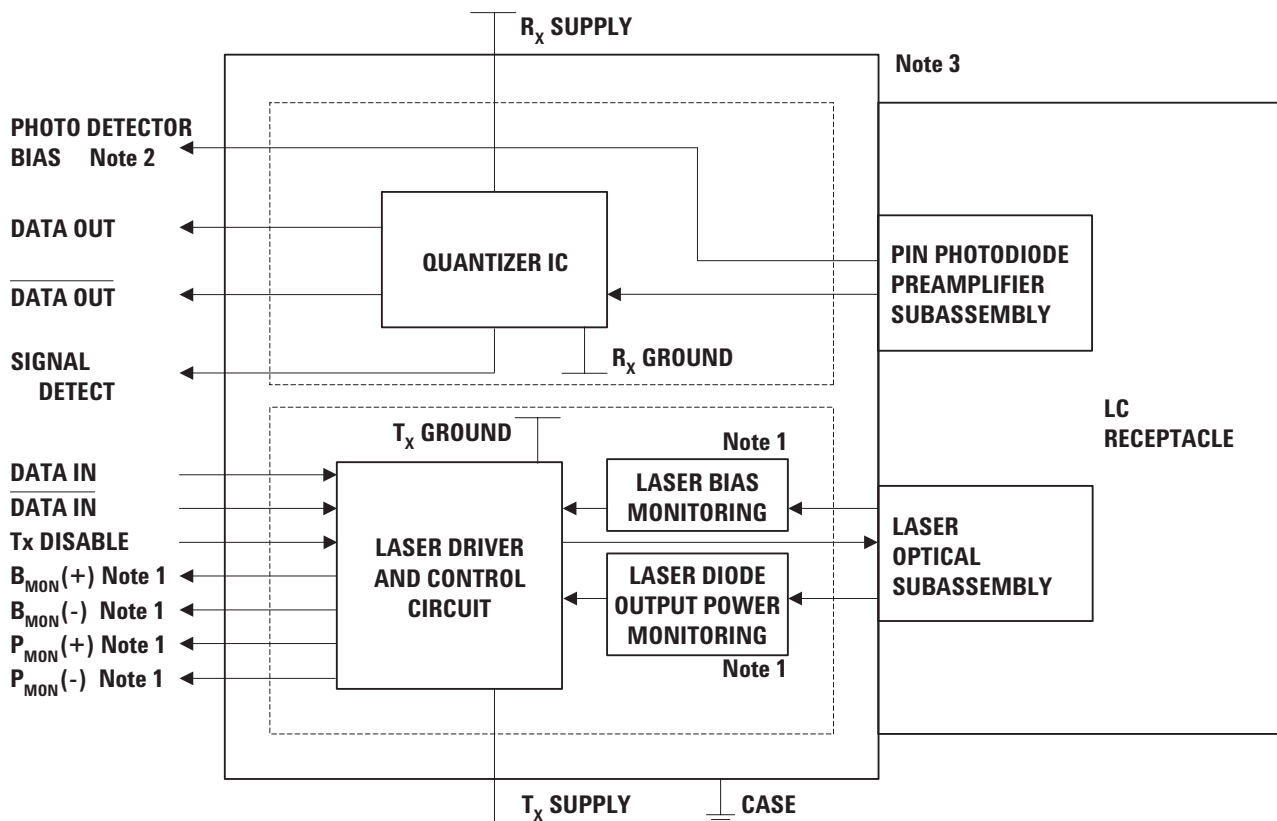 R_X SUPPLY
Note 3
PHOTO DETECTOR
BIAS Note 2
DATA OUT
DATA OUT
SIGNAL
DETECT
QUANTIZER IC
R_X GROUND
PIN PHOTODIODE
PREAMPLIFIER
SUBASSEMBLY
LC
RECEPTACLE
T_X GROUND
DATA IN
DATA IN
Tx DISABLE
B_MON(+) Note 1
B_MON(-) Note 1
P_MON(+) Note 1
P_MON(-) Note 1
LASER DRIVER
AND CONTROL
CIRCUIT
Note 1
LASER BIAS
MONITORING
LASER DIODE
OUTPUT POWER
MONITORING
Note 1
LASER
OPTICAL
SUBASSEMBLY
T_X SUPPLY
CASE